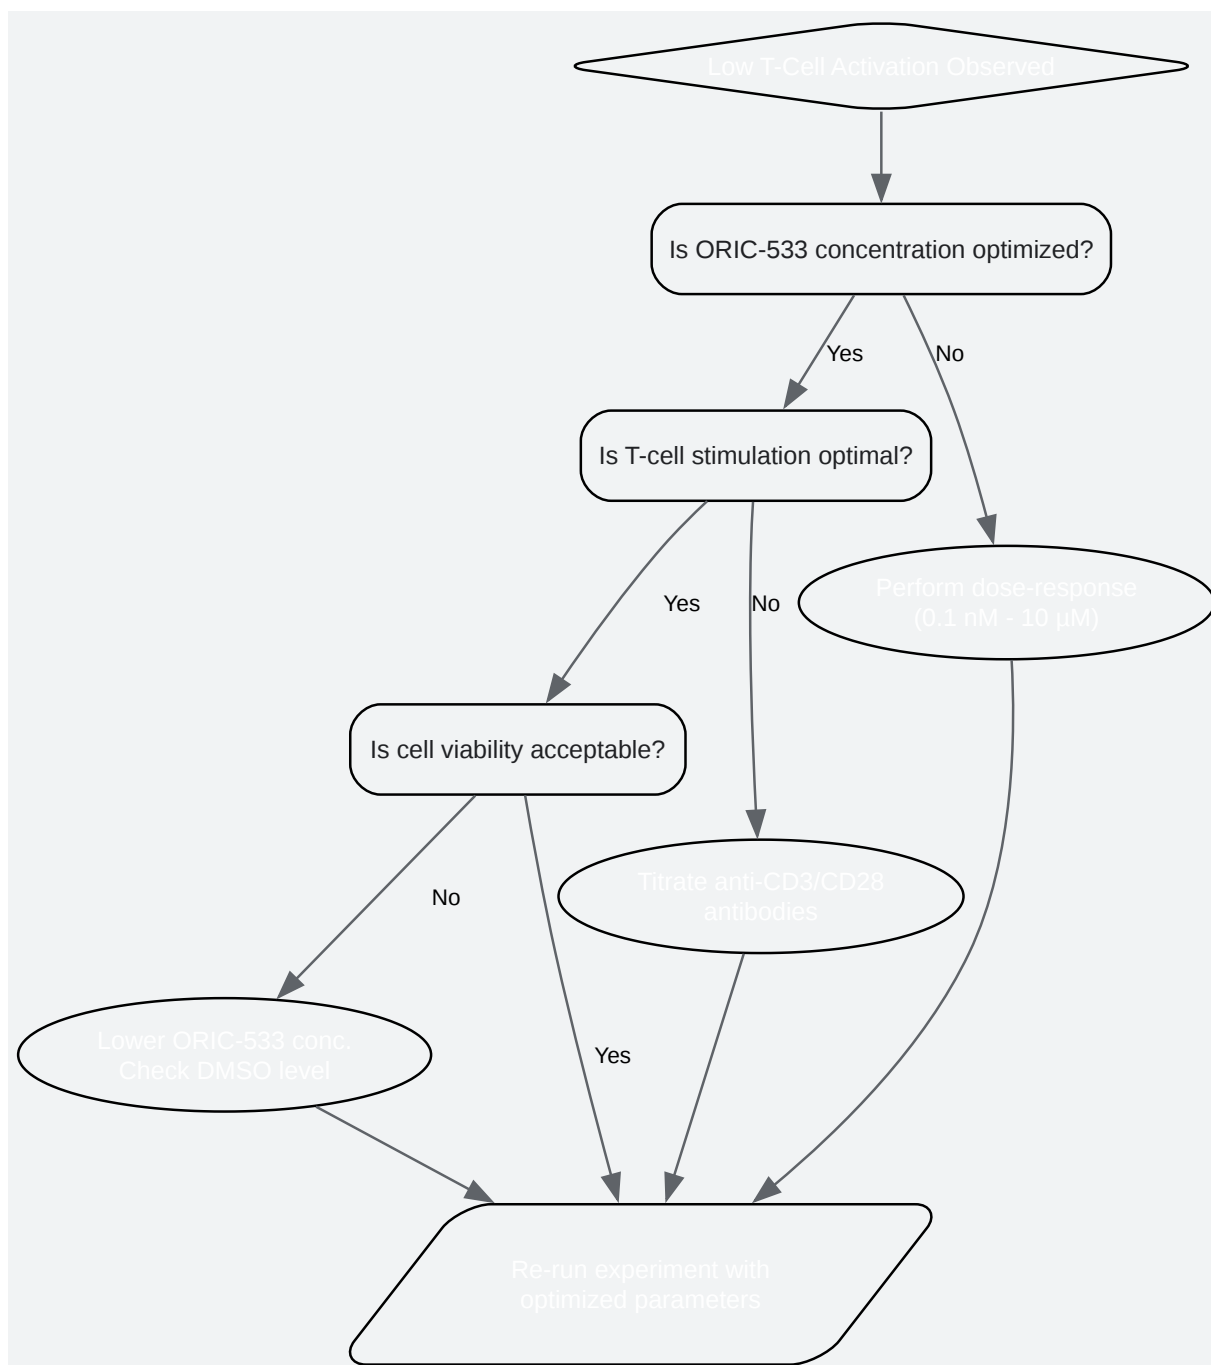 Low T-Cell Activation Observed
Is ORIC-533 concentration optimized?
Yes
No
Is T-cell stimulation optimal?
Yes
No
Perform dose-response
(0.1 nM - 10 µM)
Is cell viability acceptable?
No
Titrate anti-CD3/CD28
antibodies
Lower ORIC-533 conc.
Check DMSO level
Yes
Re-run experiment with
optimized parameters